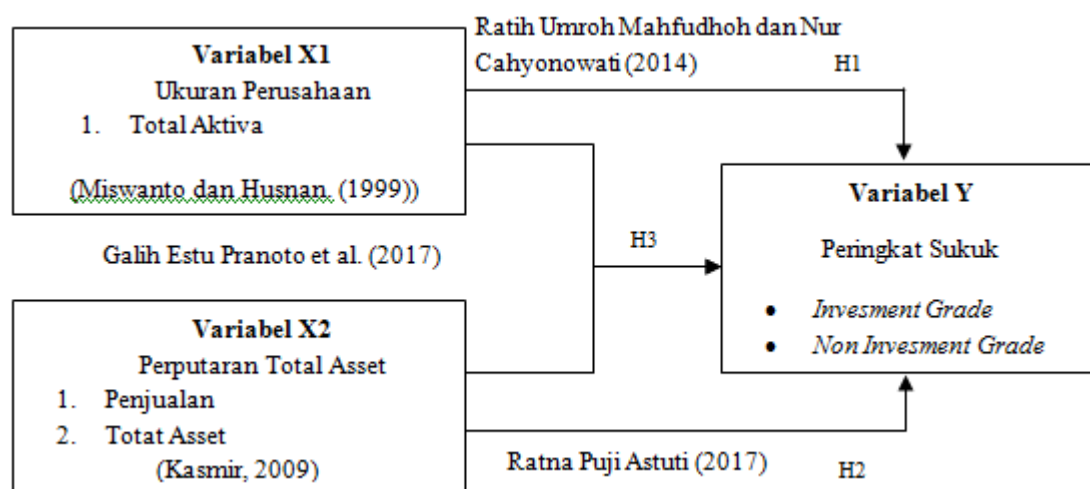 Variabel X1
Ukuran Perusahaan
1. Total Aktiva
(Miswanto dan Husnan. (1999))
Ratih Umroh Mahfudhoh dan Nur
Cahyonowati (2014)
H1
Galih Estu Pranoto et al. (2017)
H3
Variabel Y
Peringkat Sukuk
● Invesment Grade
● Non Invesment Grade
Variabel X2
Perputaran Total Asset
1. Penjualan
2. Totat Asset
(Kasmir, 2009)
Ratna Puji Astuti (2017)
H2